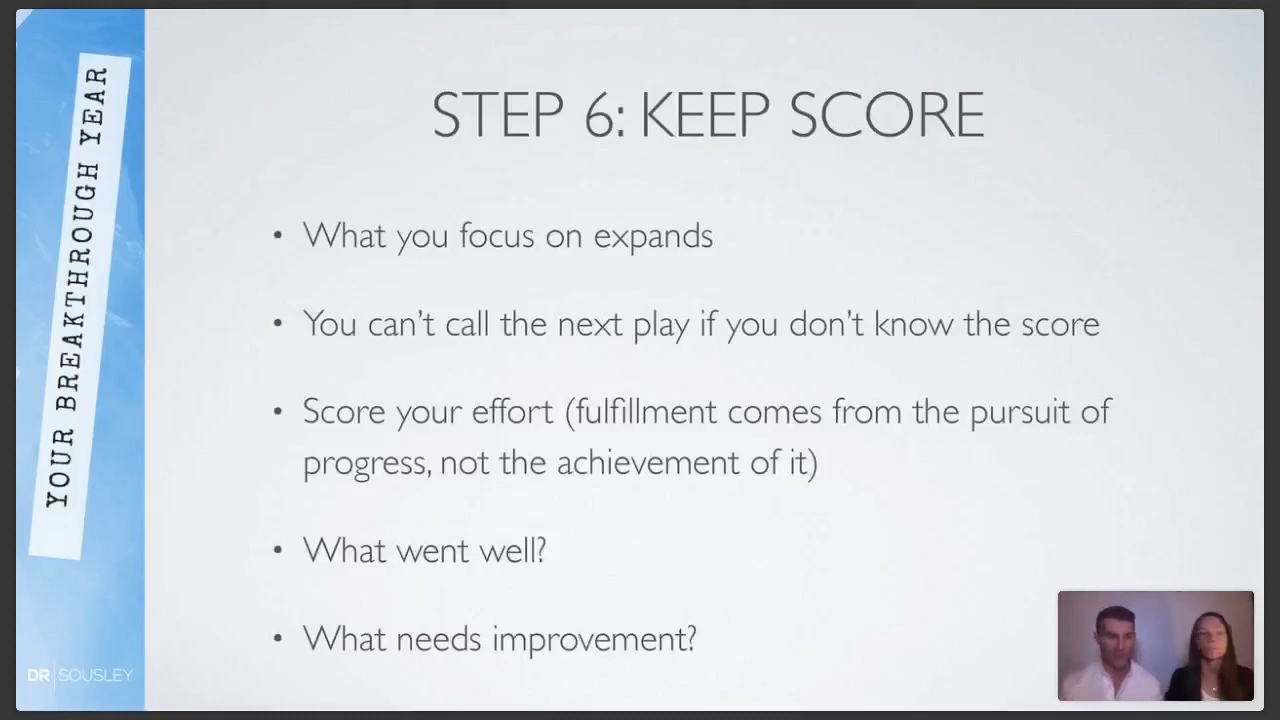 YOUR BREAKTHROUGH YEAR
STEP 6: KEEP SCORE
• What you focus on expands
• You can't call the next play if you don't know the score
• Score your effort (fulfillment comes from the pursuit of
progress, not the achievement of it)
• What went well?
• What needs improvement?
DR SOUSLEY